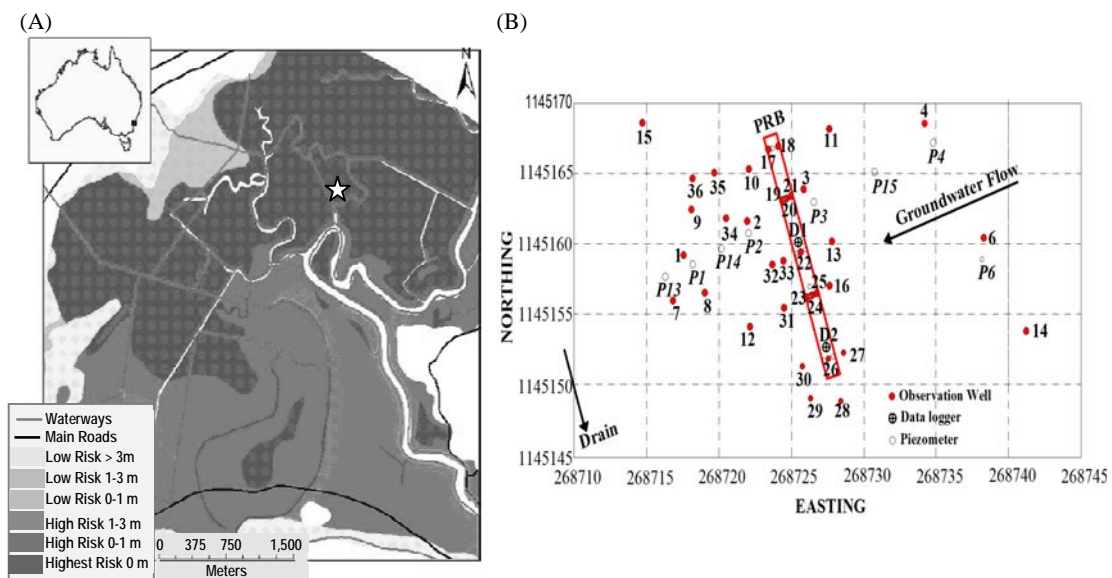 (A)
N
Waterways
Main Roads
Low Risk > 3m
Low Risk 1-3 m
Low Risk 0-1 m
High Risk 1-3 m
High Risk 0-1 m
Highest Risk 0 m
0 375 750 1,500
Meters
(B)
NORTHING
1145170
1145165
1145160
1145155
1145150
1145145
268710 268715 268720 268725 268730 268735 268740 268745
EASTING
PRB
15
17
18
11
4
P4
P15
36
35
10
19
21
3
20
P3
Groundwater Flow
9
34
2
P2
D1
13
6
P6
1
P14
32
33
22
P13
P1
25
16
7
8
23
24
31
12
D2
14
27
30
26
29
28
Drain
Observation Well
Data logger
Piezometer